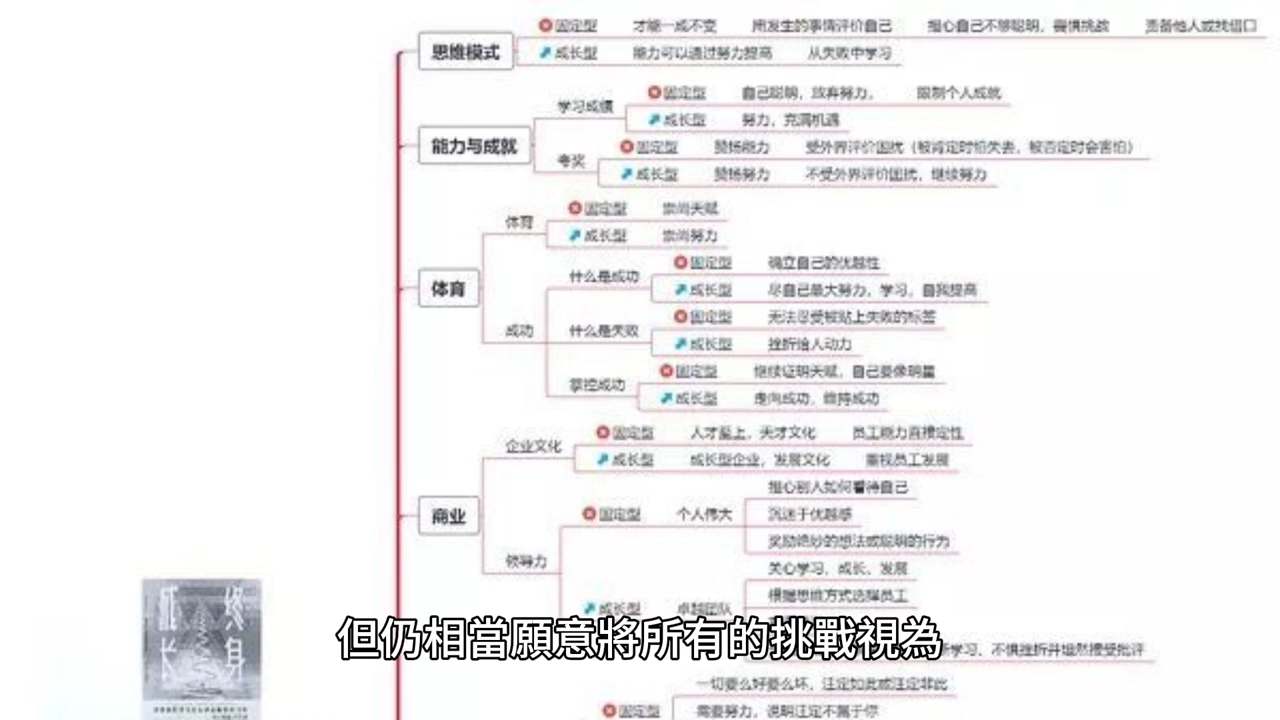 思维模式
固定型 才能一成不变 用发生的事情评价自己 担心自己不够聪明，畏惧挑战 责备他人或找借口
成长型 能力可以通过努力提高 从失败中学习
能力与成就
学习成绩
固定型 自己聪明，放弃努力， 限制个人成就
成长型 努力，充满机遇
夸奖
固定型 赞扬能力 受外界评价困扰（被肯定时怕失去，被否定时会害怕）
成长型 赞扬努力 不受外界评价困扰，继续努力
体育
体育
固定型 崇尚天赋
成长型 崇尚努力
成功
什么是成功
固定型 确立自己的优越性
成长型 尽自己最大努力，学习，自我提高
什么是失败
固定型 无法忍受被贴上失败的标签
成长型 挫折给人动力
掌控成功
固定型 继续证明天赋，自己要像明星
成长型 走向成功，维持成功
商业
企业文化
固定型 人才至上，天才文化 员工能力直接定性
成长型 成长型企业，发展文化 重视员工发展
领导力
固定型 个人伟大
担心别人如何看待自己
沉迷于优越感
奖励绝妙的想法或聪明的行为
成长型 卓越团队
关心学习、成长、发展
根据思维方式选择员工
学习、不惧挫折并坦然接受批评
但仍相當願意將所有的挑戰視為
固定型
一切要么好要么坏，注定如此或注定非此
需要努力，说明注定不属于你
终身
成长